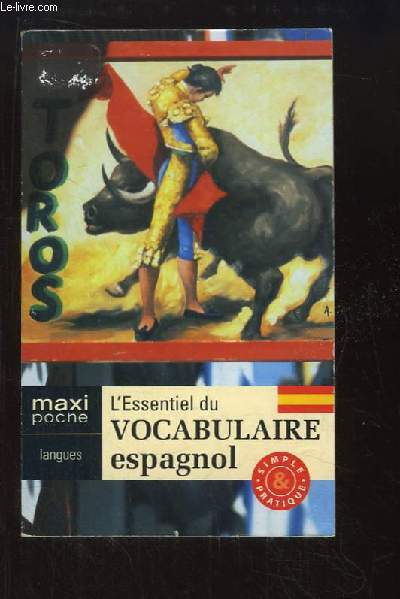 Le-livre.com
TOROS
A.
maxi
poche
langues
L'Essentiel du
VOCABULAIRE
espagnol
SIMPLE
&
PRATIQUE